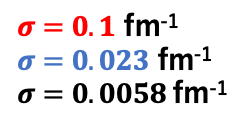 σ = 0.1 fm⁻¹
σ = 0.023 fm⁻¹
σ = 0.0058 fm⁻¹